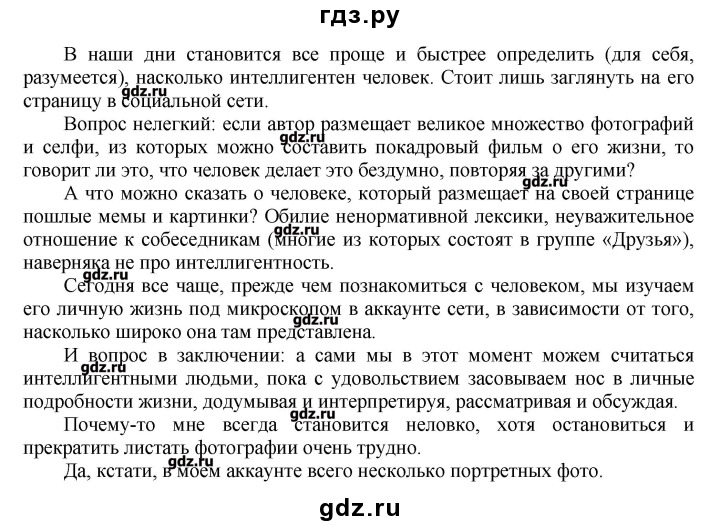 гдз.ру
В наши дни становится все проще и быстрее определить (для себя,
разумеется), насколько интеллигентен человек. Стоит лишь заглянуть на его
gdz.ru
страницу в социальной сети.
Вопрос нелегкий: если автор размещает великое множество фотографий
gdz.ru
и селфи, из которых можно составить покадровый фильм о его жизни, то
говорит ли это, что человек делает это бездумно, повторяя за другими?
gdz.ru
А что можно сказать о человеке, который размещает на своей странице
пошлые мемы и картинки? Обилие ненормативной лексики, неуважительное
gdz.ru
отношение к собеседникам (многие из которых состоят в группе «Друзья»),
наверняка не про интеллигентность.
gdz.ru
Сегодня все чаще, прежде чем познакомиться с человеком, мы изучаем
его личную жизнь под микроскопом в аккаунте сети, в зависимости от того,
gdz.ru
насколько широко она там представлена.
И вопрос в заключении: а сами мы в этот момент можем считаться
gdz.ru
интеллигентными людьми, пока с удовольствием засовываем нос в личные
подробности жизни, додумывая и интерпретируя, рассматривая и обсуждая.
gdz.ru
Почему-то мне всегда становится неловко, хотя остановиться и
прекратить листать фотографии очень трудно.
gdz.ru
Да, кстати, в моем аккаунте всего несколько портретных фото.
gdz.ru